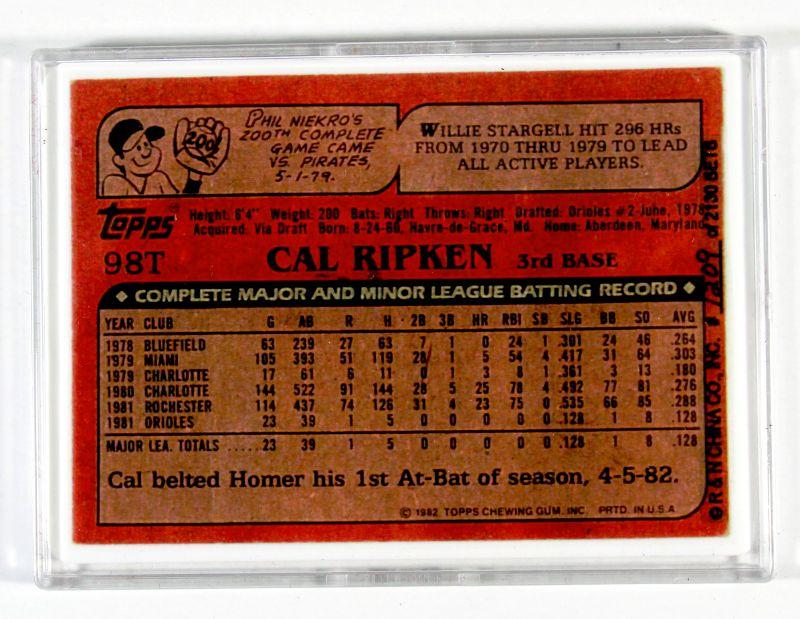 PHIL NIEKRO'S
200TH COMPLETE
GAME CAME
VS. PIRATES,
5-1-79.
200
WILLIE STARGELL HIT 296 HRs
FROM 1970 THRU 1979 TO LEAD
ALL ACTIVE PLAYERS.
topps®
Height: 6'4" Weight: 200 Bats: Right Throws: Right Drafted: Orioles #2-June, 1978
Acquired: Via Draft Born: 8-24-60, Havre-de-Grace, Md. Home: Aberdeen, Maryland
98T CAL RIPKEN 3rd BASE
◆ COMPLETE MAJOR AND MINOR LEAGUE BATTING RECORD ◆
YEAR CLUB G AB R H 2B 3B HR RBI SB SLG BB SO AVG
1978 BLUEFIELD 63 239 27 63 7 1 0 24 1 .301 24 46 .264
1979 MIAMI 105 393 51 119 28 1 5 54 4 .417 31 64 .303
1979 CHARLOTTE 17 61 6 11 0 1 3 8 1 .361 3 13 .180
1980 CHARLOTTE 144 522 91 144 28 5 25 78 4 .492 77 81 .276
1981 ROCHESTER 114 437 74 126 31 4 23 75 0 .535 66 85 .288
1981 ORIOLES 23 39 1 5 0 0 0 0 0 .128 1 8 .128
MAJOR LEA. TOTALS ..... 23 39 1 5 0 0 0 0 0 .128 1 8 .128
Cal belted Homer his 1st At-Bat of season, 4-5-82.
© 1982 TOPPS CHEWING GUM, INC. PRTD. IN U.S.A.
© R & N CHINA CO., INC. # 1209 of 2130 SETS